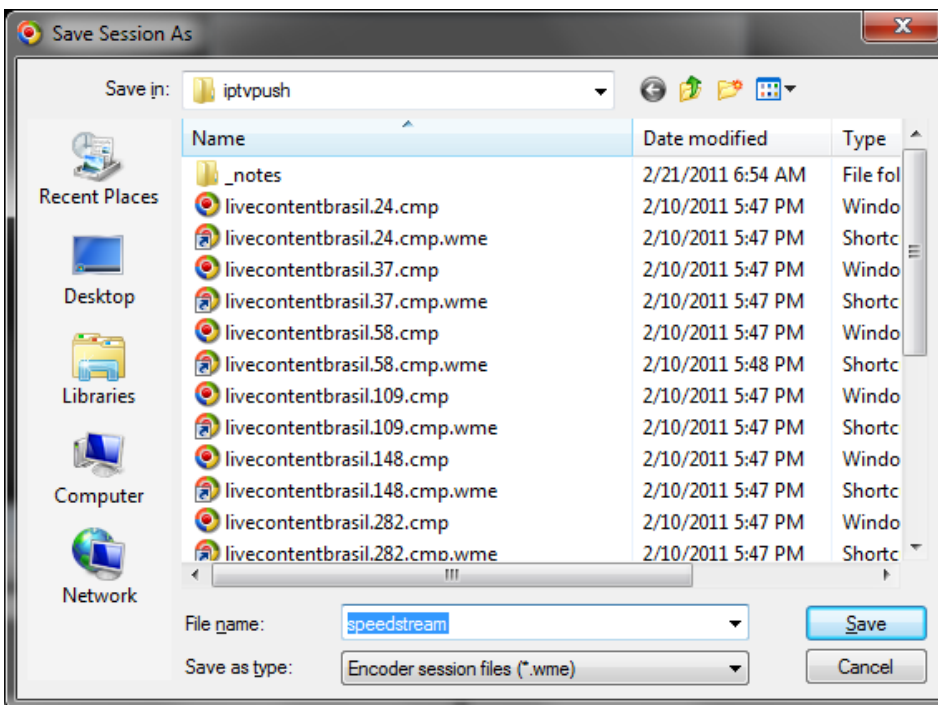 Save Session As
Save in: iptvpush
Name Date modified Type
_notes 2/21/2011 6:54 AM File fol
livecontentbrasil.24.cmp 2/10/2011 5:47 PM Windo
livecontentbrasil.24.cmp.wme 2/10/2011 5:47 PM Shortc
livecontentbrasil.37.cmp 2/10/2011 5:47 PM Windo
livecontentbrasil.37.cmp.wme 2/10/2011 5:47 PM Shortc
livecontentbrasil.58.cmp 2/10/2011 5:47 PM Windo
livecontentbrasil.58.cmp.wme 2/10/2011 5:48 PM Shortc
livecontentbrasil.109.cmp 2/10/2011 5:47 PM Windo
livecontentbrasil.109.cmp.wme 2/10/2011 5:47 PM Shortc
livecontentbrasil.148.cmp 2/10/2011 5:47 PM Windo
livecontentbrasil.148.cmp.wme 2/10/2011 5:47 PM Shortc
livecontentbrasil.282.cmp 2/10/2011 5:47 PM Windo
livecontentbrasil.282.cmp.wme 2/10/2011 5:47 PM Shortc
Recent Places
Desktop
Libraries
Computer
Network
File name: speedstream Save
Save as type: Encoder session files (*.wme) Cancel